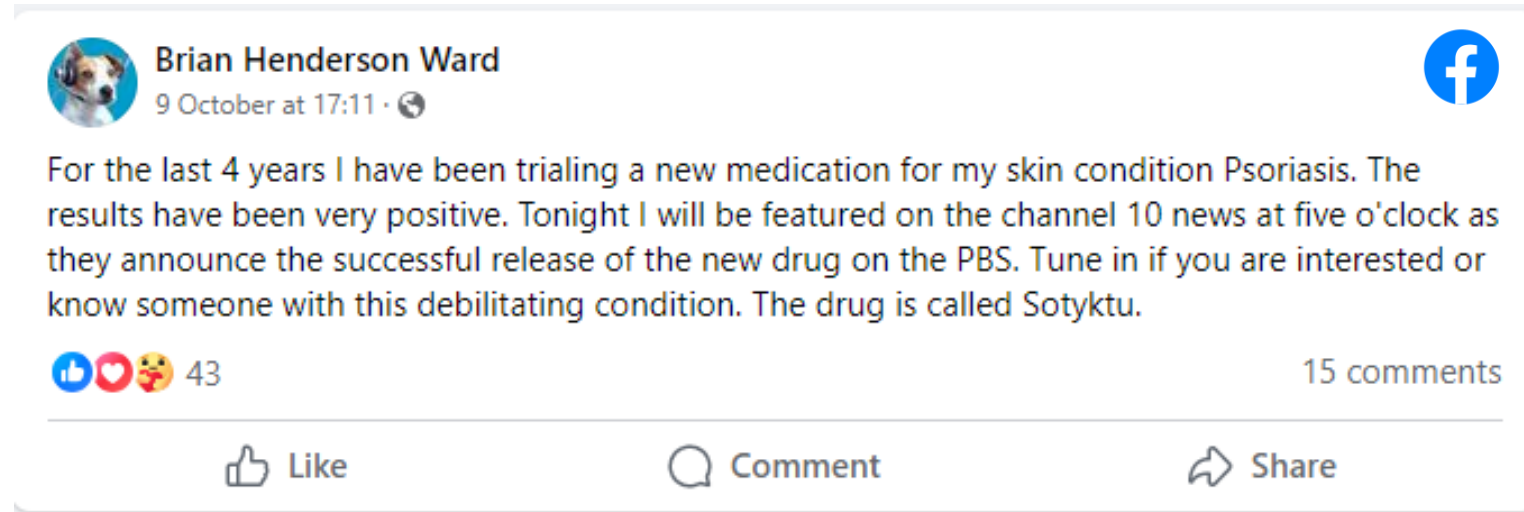 Brian Henderson Ward
9 October at 17:11 ·
For the last 4 years I have been trialing a new medication for my skin condition Psoriasis. The
results have been very positive. Tonight I will be featured on the channel 10 news at five o'clock as
they announce the successful release of the new drug on the PBS. Tune in if you are interested or
know someone with this debilitating condition. The drug is called Sotyktu.
43
15 comments
Like
Comment
Share